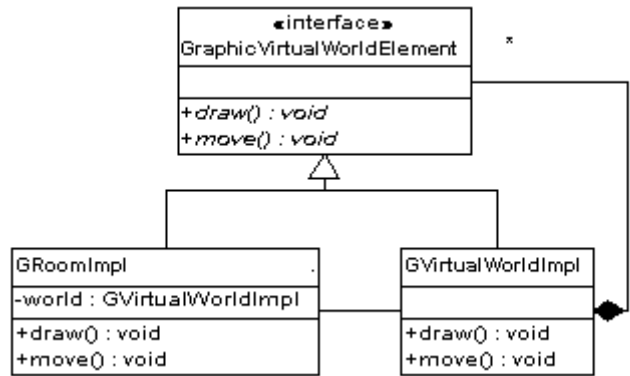 «interface»
GraphicVirtualWorldElement
*
+draw() : void
+move() : void
GRoomImpl
-world : GVirtualWorldImpl
+draw() : void
+move() : void
GVirtualWorldImpl
+draw() : void
+move() : void